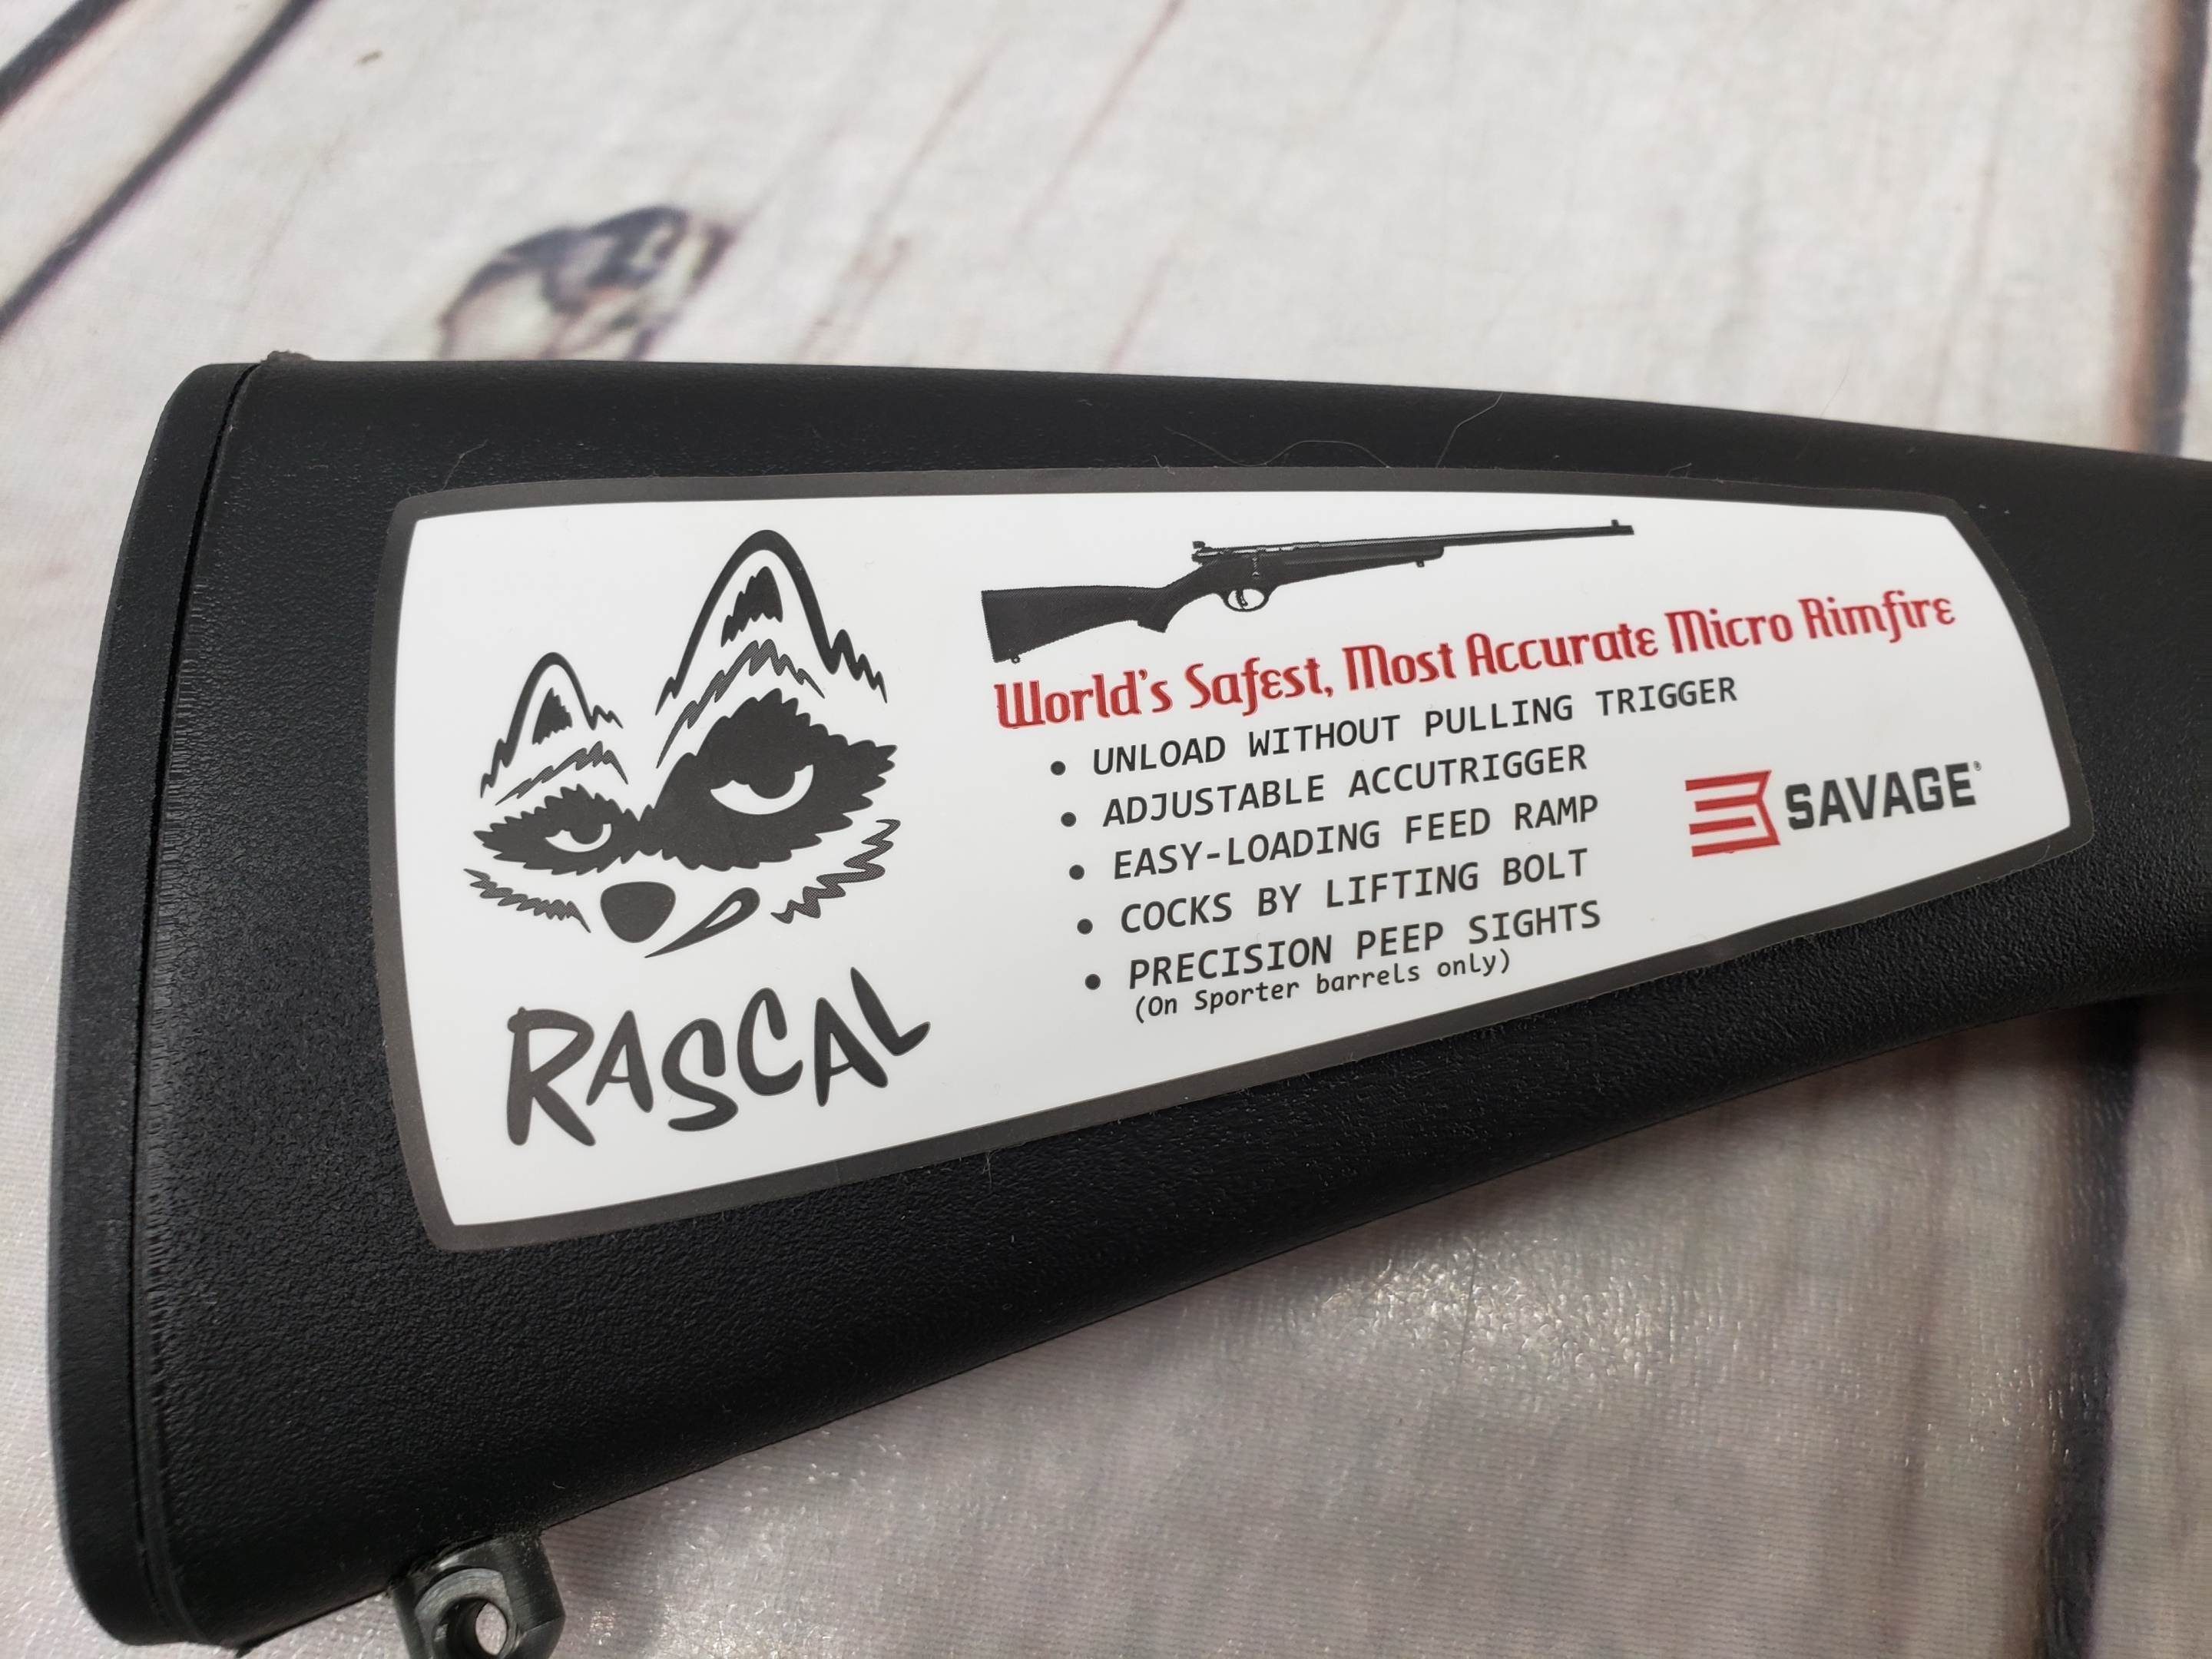 World's Safest, Most Accurate Micro Rimfire
• UNLOAD WITHOUT PULLING TRIGGER
• ADJUSTABLE ACCUTRIGGER
• EASY-LOADING FEED RAMP
• COCKS BY LIFTING BOLT
• PRECISION PEEP SIGHTS
(On Sporter barrels only)
SAVAGE®
RASCAL